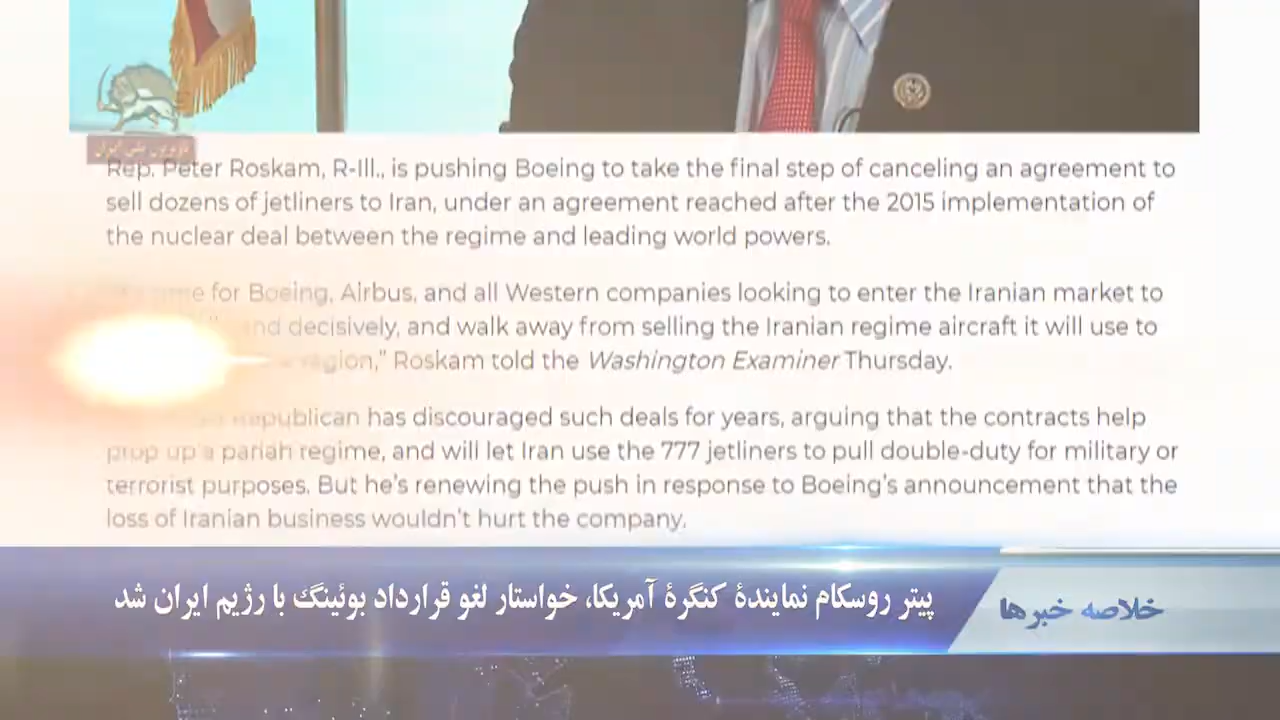 Rep. Peter Roskam, R-Ill., is pushing Boeing to take the final step of canceling an agreement to
sell dozens of jetliners to Iran, under an agreement reached after the 2015 implementation of
the nuclear deal between the regime and leading world powers.
for Boeing, Airbus, and all Western companies looking to enter the Iranian market to
and decisively, and walk away from selling the Iranian regime aircraft it will use to
region,” Roskam told the Washington Examiner Thursday.
Republican has discouraged such deals for years, arguing that the contracts help
prop up a pariah regime, and will let Iran use the 777 jetliners to pull double-duty for military or
terrorist purposes. But he’s renewing the push in response to Boeing’s announcement that the
loss of Iranian business wouldn’t hurt the company.
خلاصه خبرها
پیتر روسکام نمایندهٔ کنگرهٔ آمریکا، خواستار لغو قرارداد بوئینگ با رژیم ایران شد